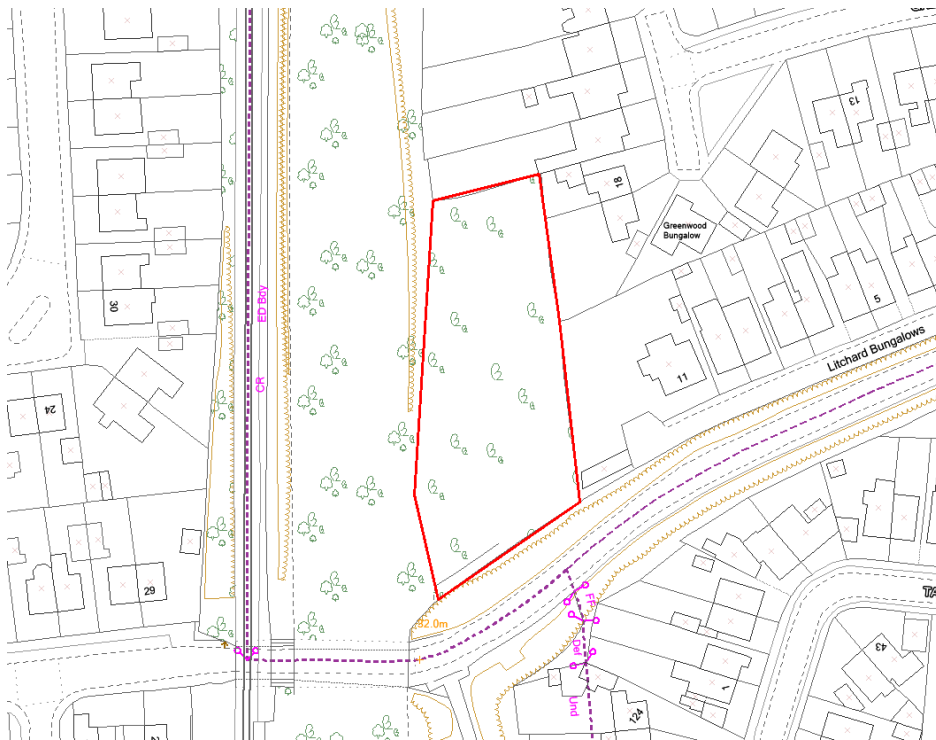 13
18
Greenwood
Bungalow
30
ED Bdy
5
Litchard Bungalows
CR
11
24
29
FF
32.0m
Def
43
1
Und
124